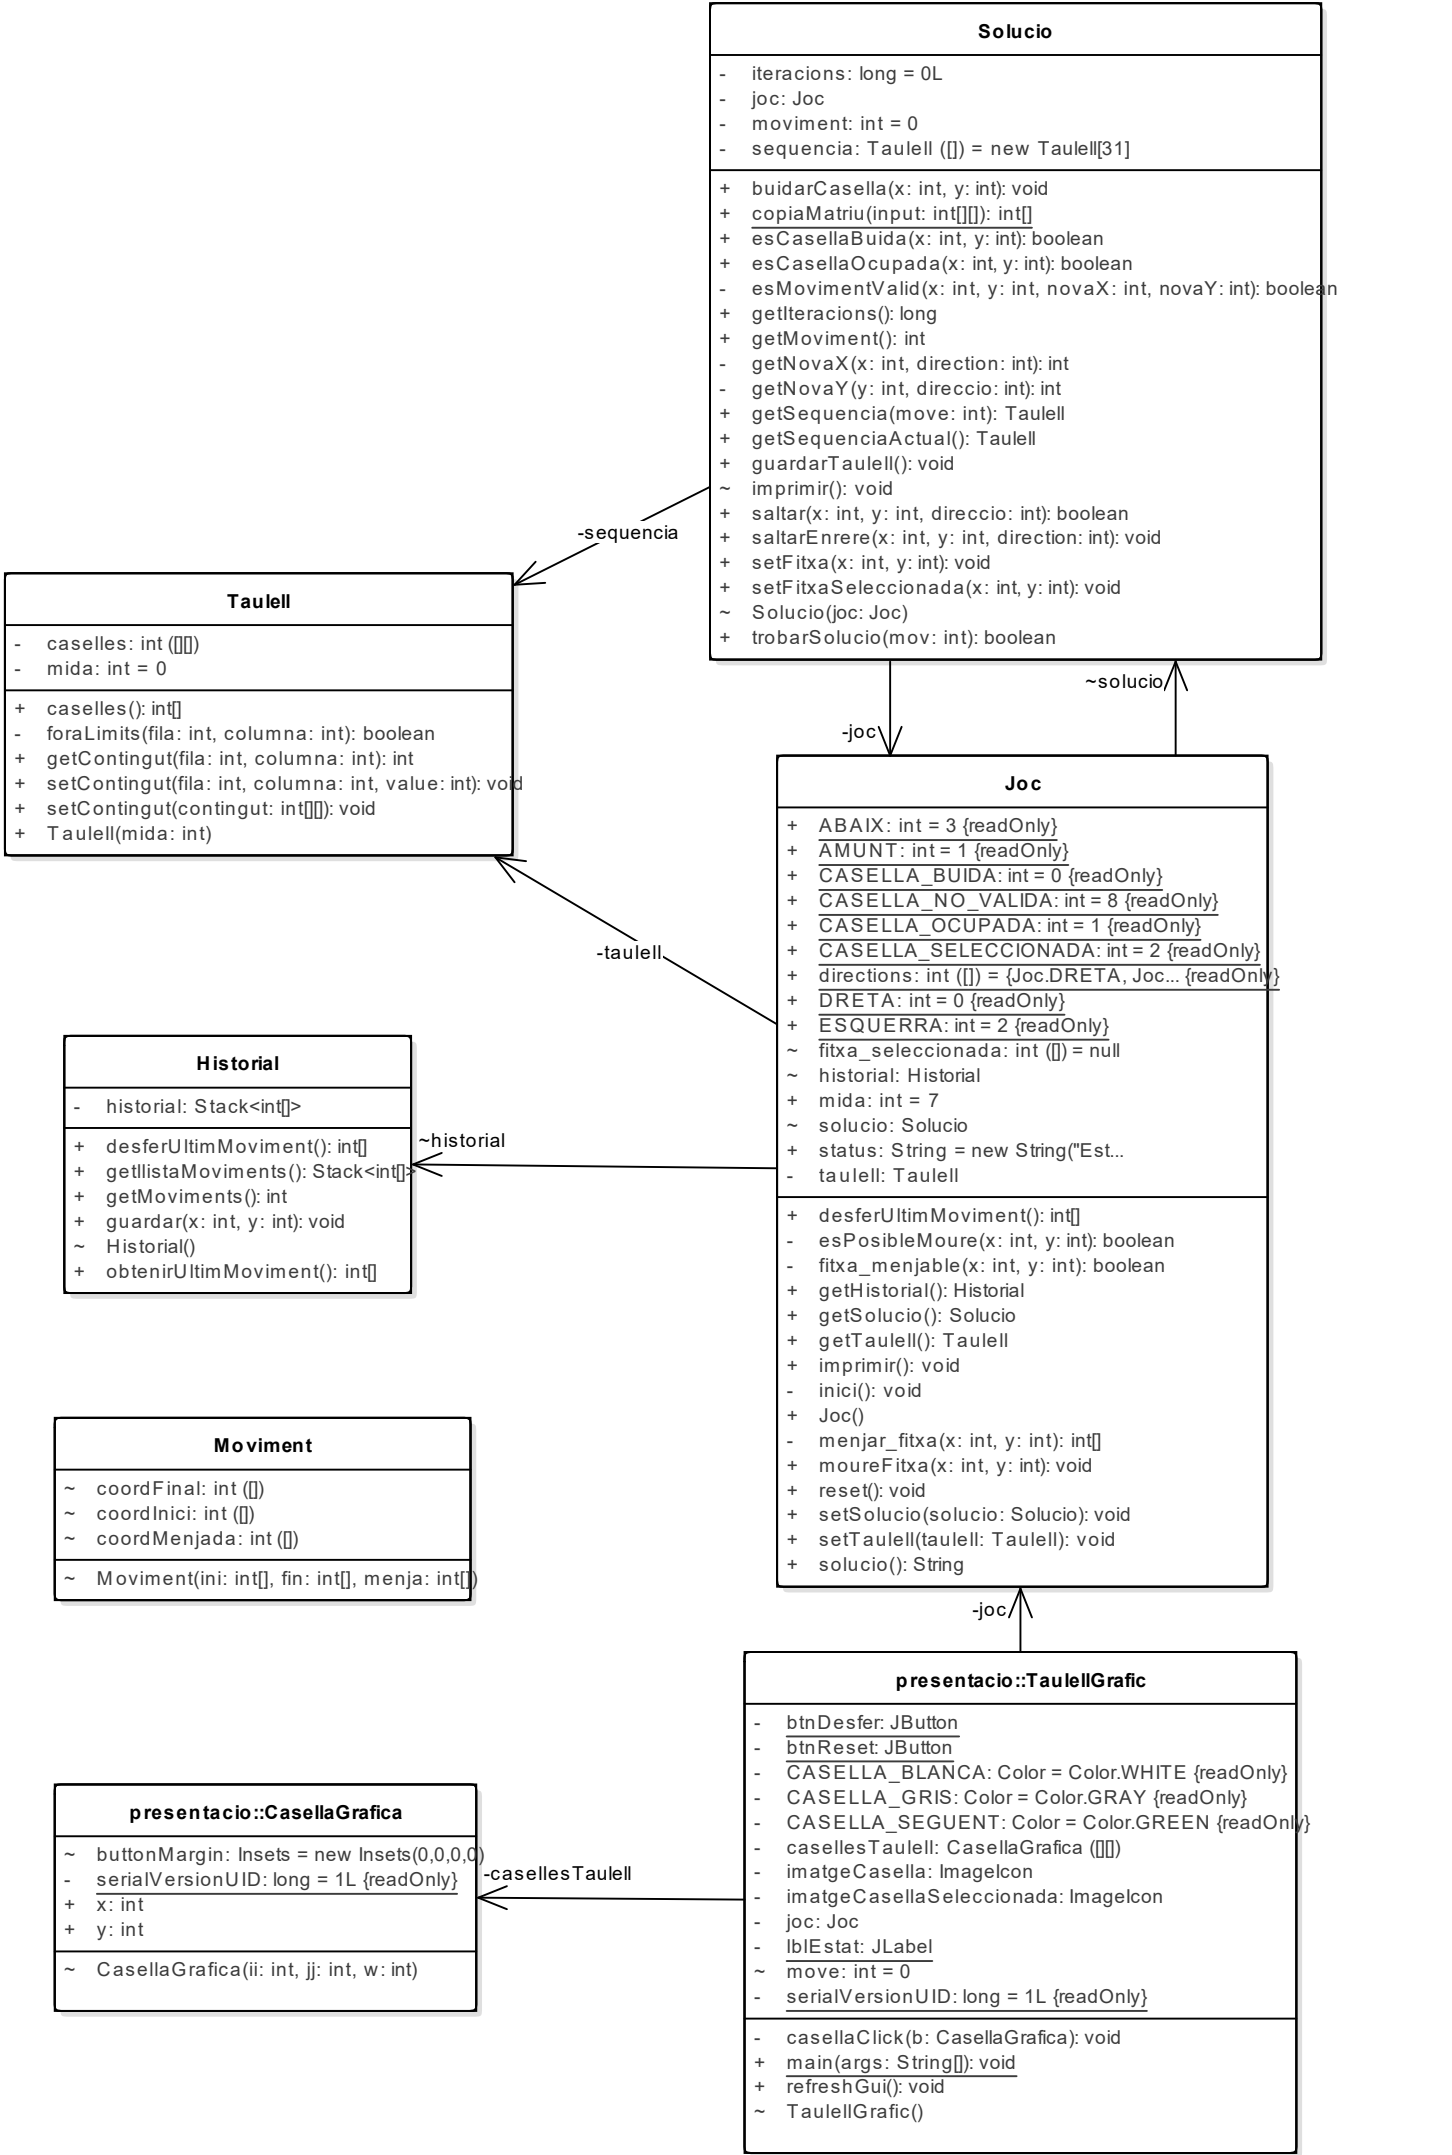 Solucio
- iteracions: long = 0L
- joc: Joc
- moviment: int = 0
- sequencia: Taulell ([]) = new Taulell[31]
+ buidarCasella(x: int, y: int): void
+ copiaMatriu(input: int[][]): int[]
+ esCasellaBuida(x: int, y: int): boolean
+ esCasellaOcupada(x: int, y: int): boolean
- esMovimentValid(x: int, y: int, novaX: int, novaY: int): boolean
+ getIteracions(): long
+ getMoviment(): int
- getNovaX(x: int, direction: int): int
- getNovaY(y: int, direccio: int): int
+ getSequencia(move: int): Taulell
+ getSequenciaActual(): Taulell
+ guardarTaulell(): void
~ imprimir(): void
+ saltar(x: int, y: int, direccio: int): boolean
+ saltarEnrere(x: int, y: int, direction: int): void
+ setFitxa(x: int, y: int): void
+ setFitxaSeleccionada(x: int, y: int): void
~ Solucio(joc: Joc)
+ trobarSolucio(mov: int): boolean
-sequencia
Taulell
- caselles: int ([][])
- mida: int = 0
+ caselles(): int[]
- foraLimits(fila: int, columna: int): boolean
+ getContingut(fila: int, columna: int): int
+ setContingut(fila: int, columna: int, value: int): void
+ setContingut(contingut: int[][]): void
+ Taulell(mida: int)
~solucio
-joc
Joc
+ ABAIX: int = 3 {readOnly}
+ AMUNT: int = 1 {readOnly}
+ CASELLA_BUIDA: int = 0 {readOnly}
+ CASELLA_NO_VALIDA: int = 8 {readOnly}
+ CASELLA_OCUPADA: int = 1 {readOnly}
+ CASELLA_SELECCIONADA: int = 2 {readOnly}
+ directions: int ([]) = {Joc.DRETA, Joc... {readOnly}
+ DRETA: int = 0 {readOnly}
+ ESQUERRA: int = 2 {readOnly}
~ fitxa_seleccionada: int ([]) = null
~ historial: Historial
+ mida: int = 7
~ solucio: Solucio
+ status: String = new String("Est...
- taulell: Taulell
+ desferUltimMoviment(): int[]
- esPosibleMoure(x: int, y: int): boolean
- fitxa_menjable(x: int, y: int): boolean
+ getHistorial(): Historial
+ getSolucio(): Solucio
+ getTaulell(): Taulell
+ imprimir(): void
- inici(): void
+ Joc()
- menjar_fitxa(x: int, y: int): int[]
+ moureFitxa(x: int, y: int): void
+ reset(): void
+ setSolucio(solucio: Solucio): void
+ setTaulell(taulell: Taulell): void
+ solucio(): String
-taulell
~historial
Historial
- historial: Stack<int[]>
+ desferUltimMoviment(): int[]
+ getllistaMoviments(): Stack<int[]>
+ getMoviments(): int
+ guardar(x: int, y: int): void
~ Historial()
+ obtenirUltimMoviment(): int[]
Moviment
~ coordFinal: int ([])
~ coordInici: int ([])
~ coordMenjada: int ([])
~ Moviment(ini: int[], fin: int[], menja: int[])
-joc
presentacio::TaulellGrafic
- btnDesfer: JButton
- btnReset: JButton
- CASELLA_BLANCA: Color = Color.WHITE {readOnly}
- CASELLA_GRIS: Color = Color.GRAY {readOnly}
- CASELLA_SEGUENT: Color = Color.GREEN {readOnly}
- casellesTaulell: CasellaGrafica ([][])
- imatgeCasella: ImageIcon
- imatgeCasellaSeleccionada: ImageIcon
- joc: Joc
- lblEstat: JLabel
~ move: int = 0
- serialVersionUID: long = 1L {readOnly}
- casellaClick(b: CasellaGrafica): void
+ main(args: String[]): void
+ refreshGui(): void
~ TaulellGrafic()
-casellesTaulell
presentacio::CasellaGrafica
~ buttonMargin: Insets = new Insets(0,0,0,0)
- serialVersionUID: long = 1L {readOnly}
+ x: int
+ y: int
~ CasellaGrafica(ii: int, jj: int, w: int)